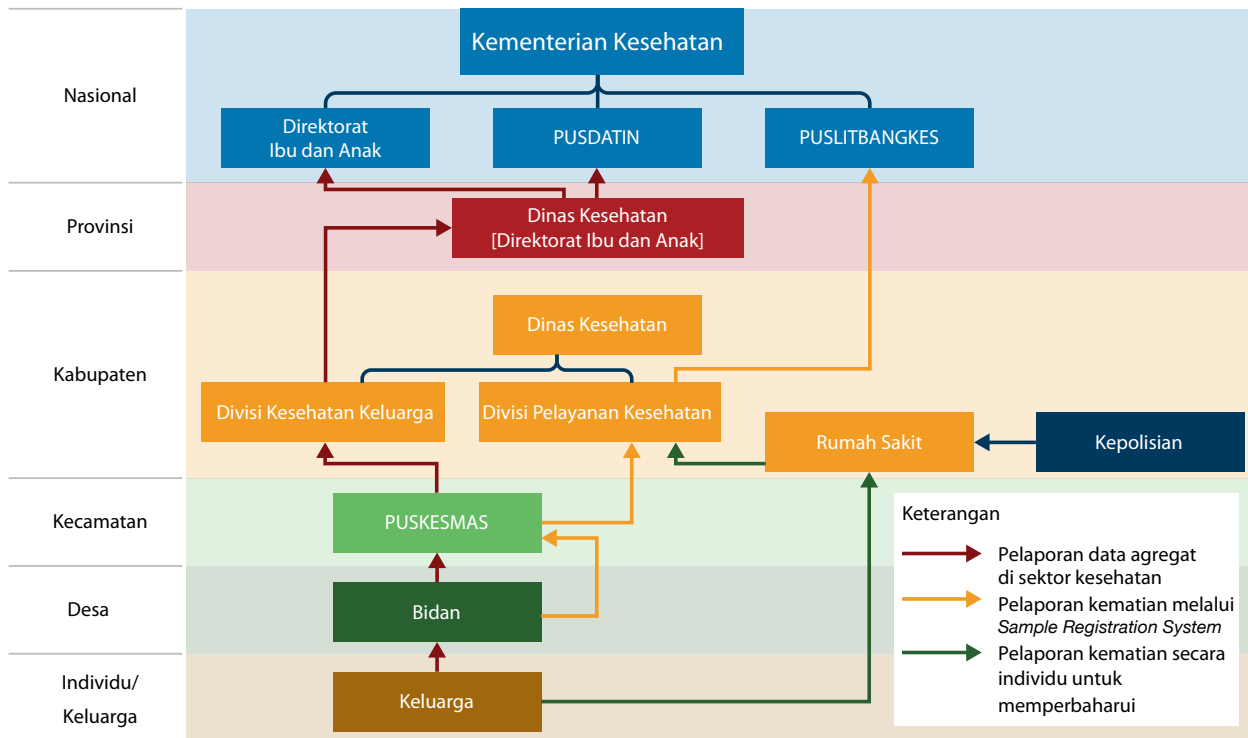 Nasional
Kementerian Kesehatan
Direktorat
Ibu dan Anak
PUSDATIN
PUSLITBANGKES
Provinsi
Dinas Kesehatan
[Direktorat Ibu dan Anak]
Kabupaten
Dinas Kesehatan
Divisi Kesehatan Keluarga
Divisi Pelayanan Kesehatan
Rumah Sakit
Kepolisian
Kecamatan
PUSKESMAS
Desa
Bidan
Individu/
Keluarga
Keluarga
Keterangan
Pelaporan data agregat
di sektor kesehatan
Pelaporan kematian melalui
Sample Registration System
Pelaporan kematian secara
individu untuk
memperbaharui